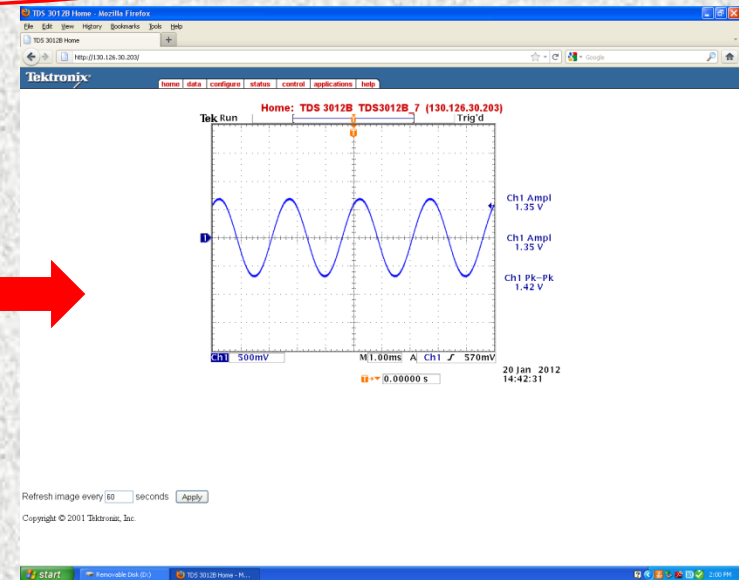 TDS 3012B Home - Mozilla Firefox
File Edit View History Bookmarks Tools Help
TDS 3012B Home +
http://130.126.30.203/
Google
Tektronix
home data configure status control applications help
Home: TDS 3012B TDS3012B_7 (130.126.30.203)
Tek Run Trig'd
T
Ch1 Ampl
1.35 V
1
Ch1 Ampl
1.35 V
Ch1 Pk-Pk
1.42 V
Ch1 500mV M 1.00ms A Ch1 570mV
T 0.00000 s
20 Jan 2012
14:42:31
Refresh image every 60 seconds Apply
Copyright © 2001 Tektronix, Inc.
start Removable Disk (D:) TDS 3012B Home - M... 2:00 PM